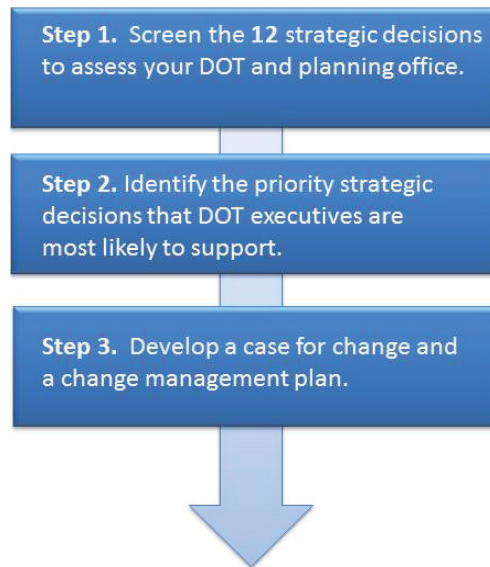 Step 1. Screen the 12 strategic decisions
to assess your DOT and planning office.
Step 2. Identify the priority strategic
decisions that DOT executives are
most likely to support.
Step 3. Develop a case for change and
a change management plan.